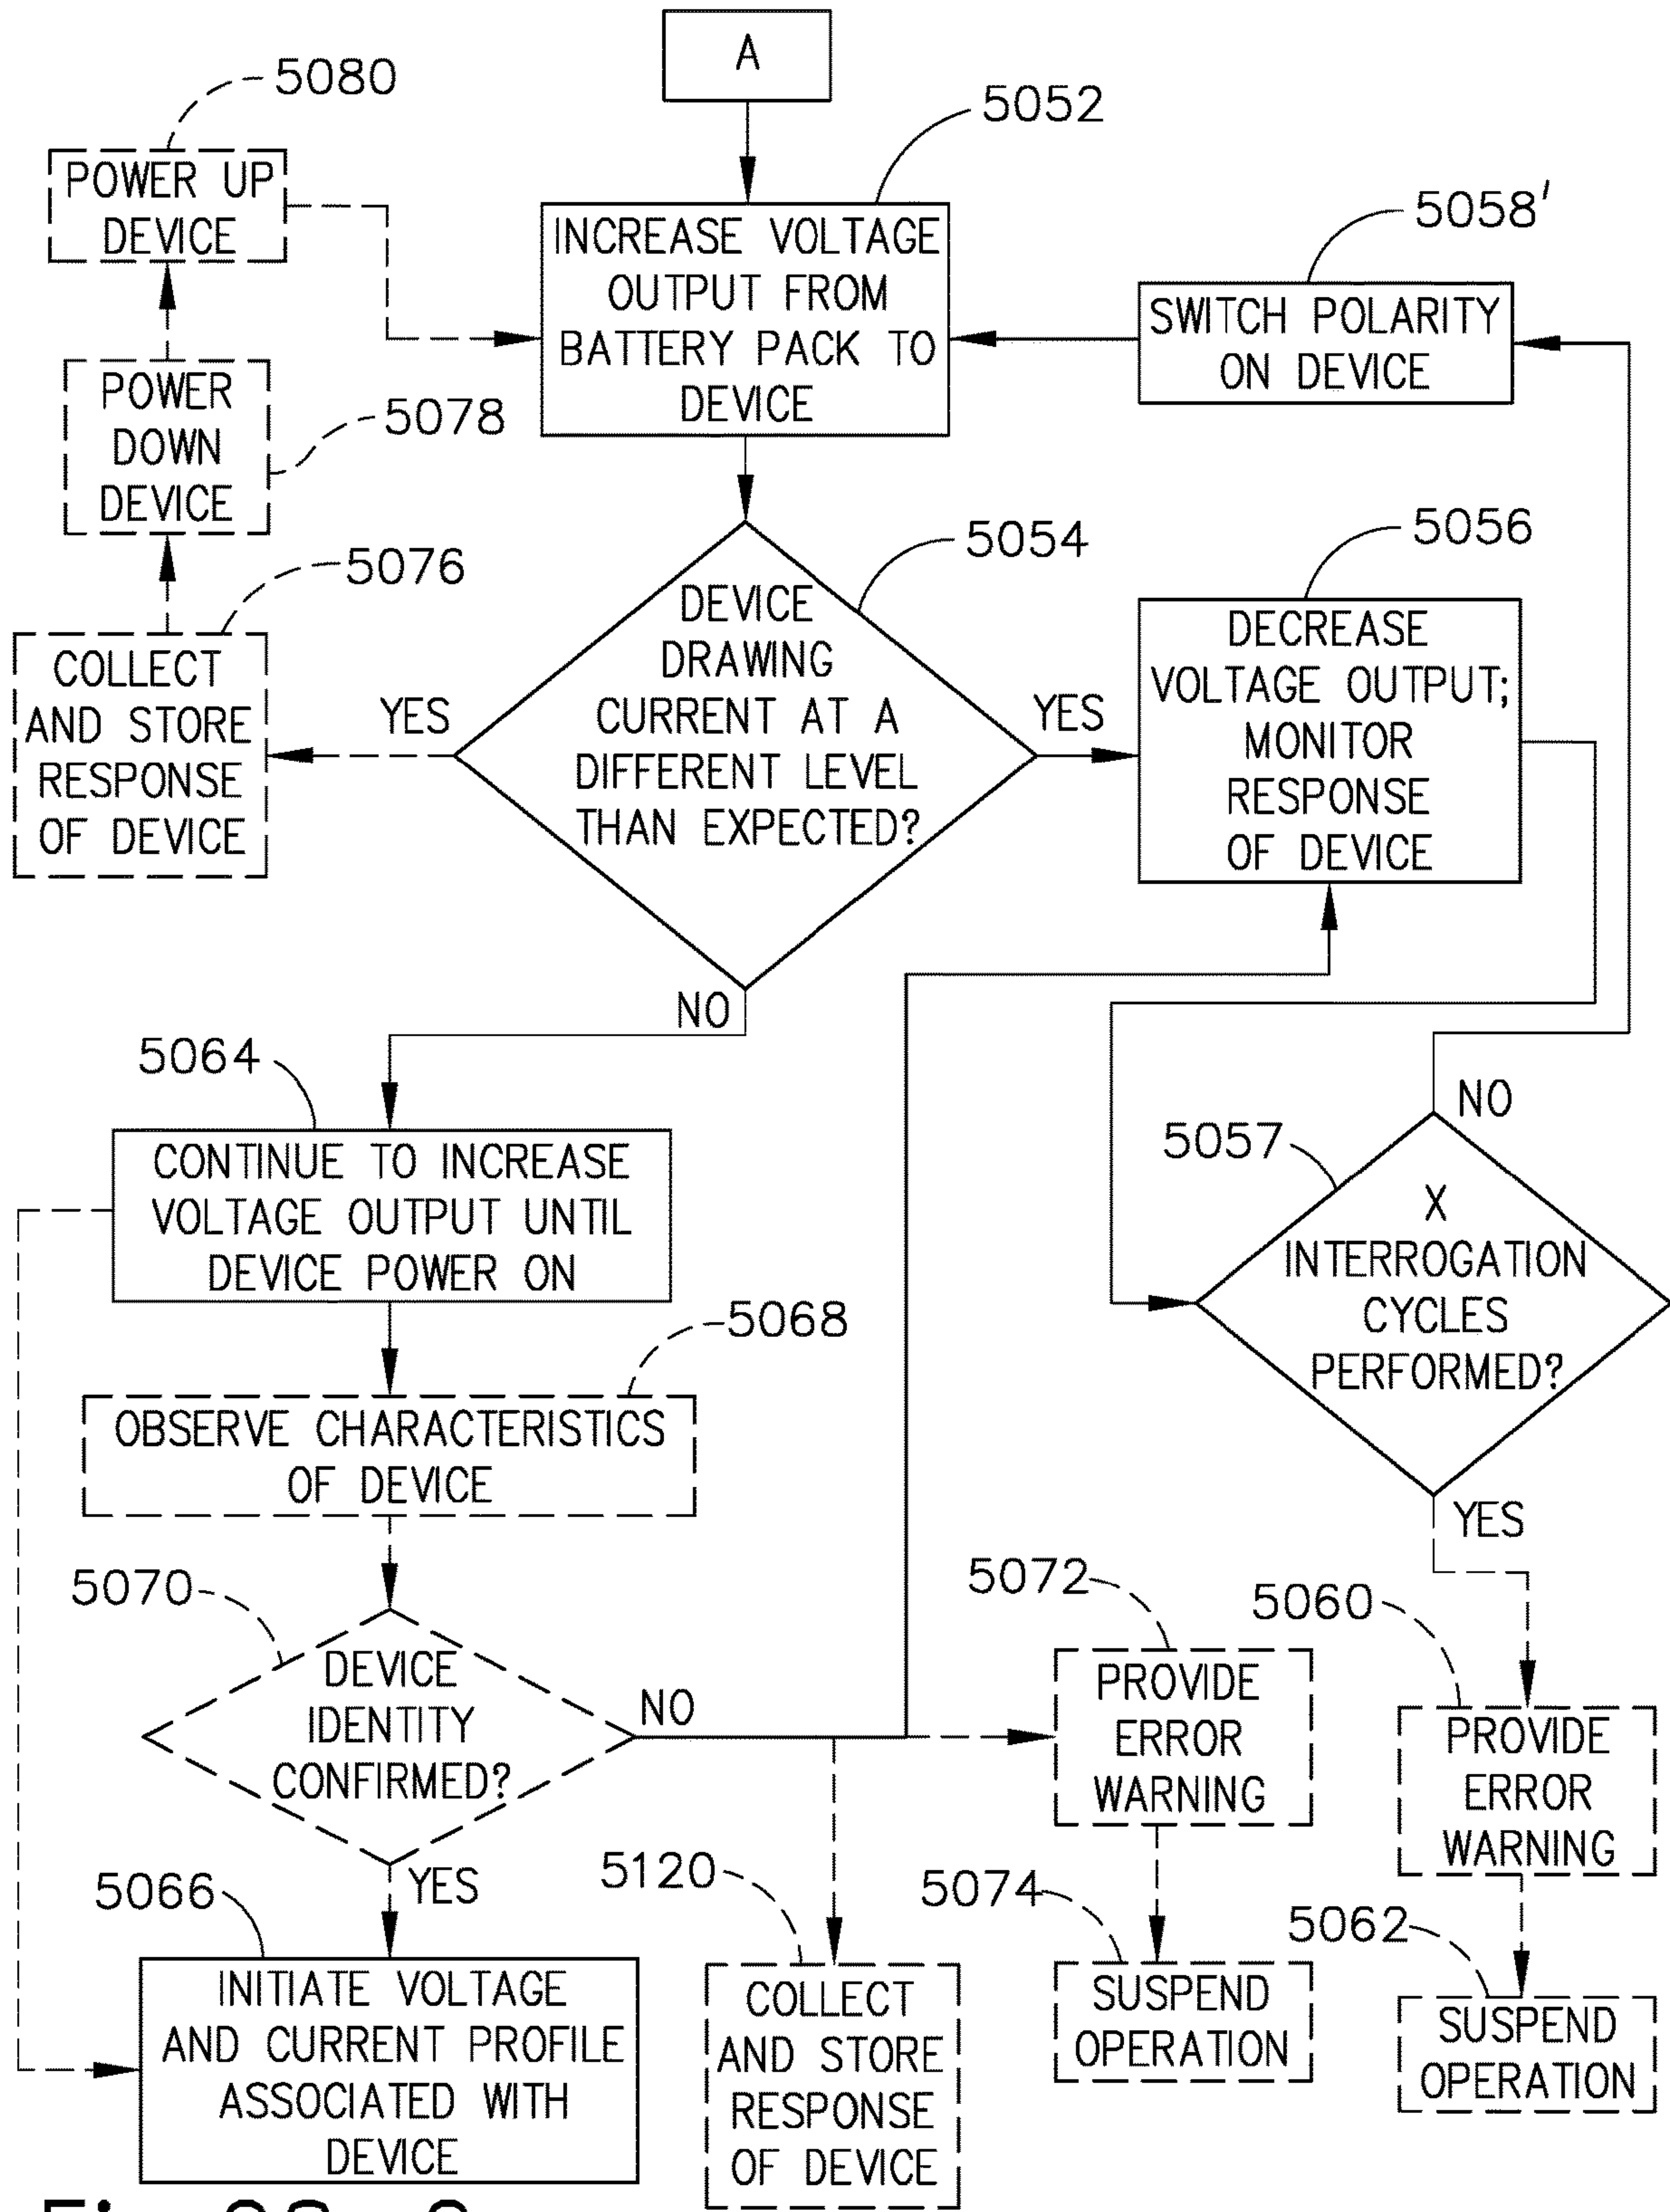 A
5080
5052
POWER UP
DEVICE
5058'
INCREASE VOLTAGE
OUTPUT FROM
BATTERY PACK TO
DEVICE
SWITCH POLARITY
ON DEVICE
POWER
DOWN
DEVICE
5078
5054
5056
5076
DEVICE
DRAWING
CURRENT AT A
DIFFERENT LEVEL
THAN EXPECTED?
DECREASE
VOLTAGE OUTPUT;
MONITOR
RESPONSE
OF DEVICE
COLLECT
AND STORE
RESPONSE
OF DEVICE
YES
YES
NO
5064
CONTINUE TO INCREASE
VOLTAGE OUTPUT UNTIL
DEVICE POWER ON
NO
5057
X
INTERROGATION
CYCLES
PERFORMED?
5068
OBSERVE CHARACTERISTICS
OF DEVICE
YES
5070
5072
5060
DEVICE
IDENTITY
CONFIRMED?
NO
PROVIDE
ERROR
WARNING
PROVIDE
ERROR
WARNING
YES
5066
5120
5074
5062
INITIATE VOLTAGE
AND CURRENT PROFILE
ASSOCIATED WITH
DEVICE
COLLECT
AND STORE
RESPONSE
OF DEVICE
SUSPEND
OPERATION
SUSPEND
OPERATION